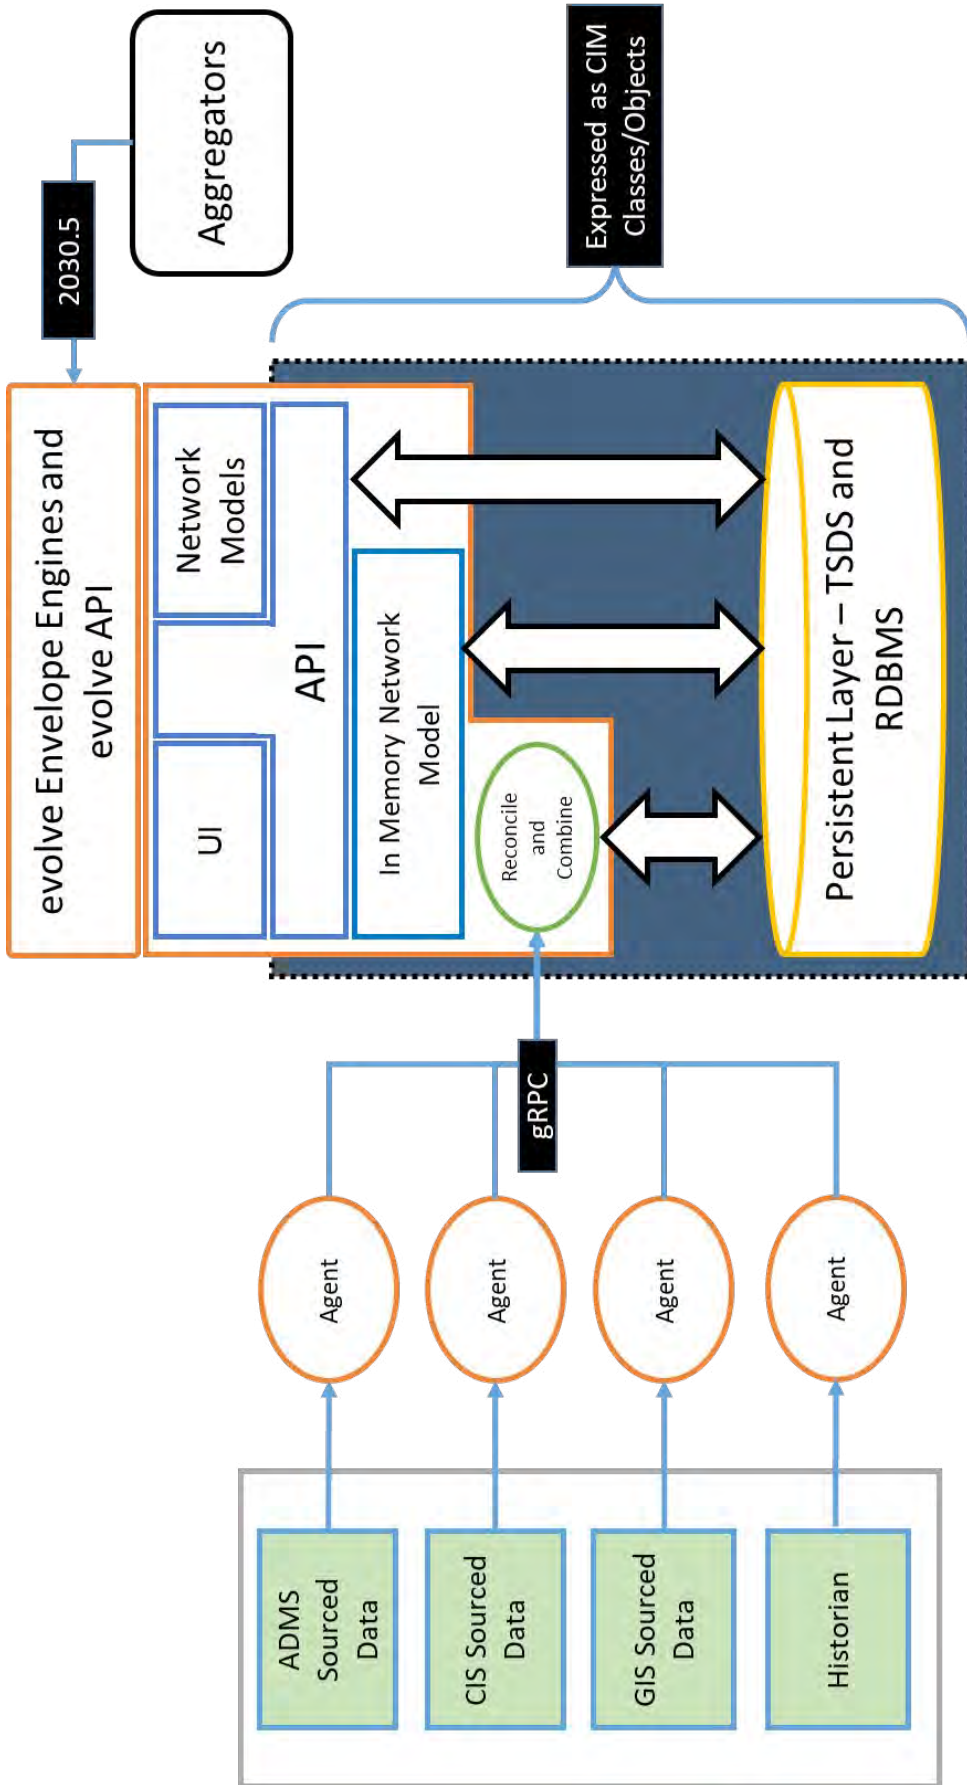 evolve Envelope Engines and
evolve API
2030.5
Aggregators
UI
Network
Models
API
In Memory Network
Model
Reconcile
and
Combine
Expressed as CIM
Classes/Objects
Persistent Layer – TSDS and
RDBMS
gRPC
Agent
Agent
Agent
Agent
ADMS
Sourced
Data
CIS Sourced
Data
GIS Sourced
Data
Historian